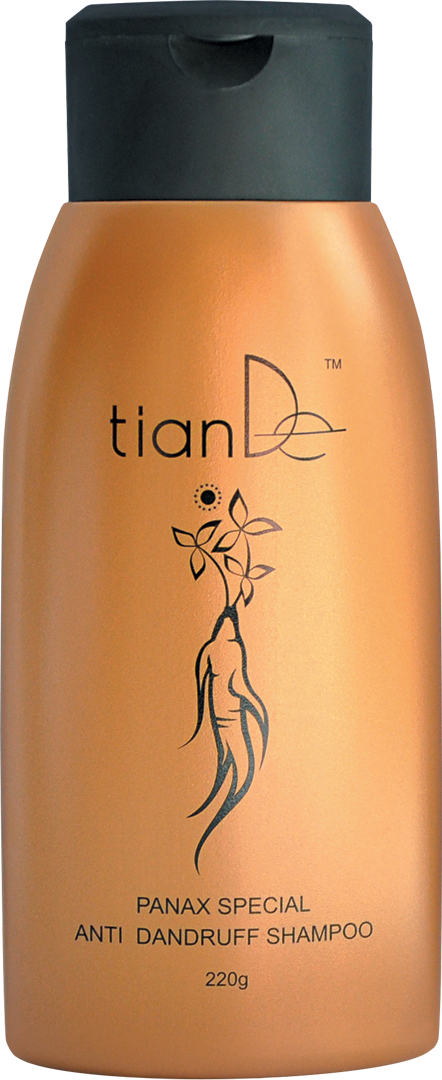 tianDe™
PANAX SPECIAL
ANTI DANDRUFF SHAMPOO
220g